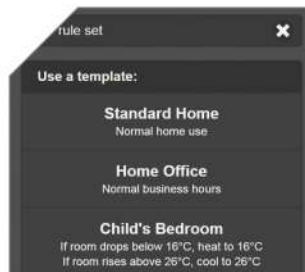 rule set
Use a template:
Standard Home
Normal home use
Home Office
Normal business hours
Child's Bedroom
If room drops below 16°C, heat to 16°C
If room rises above 26°C, cool to 26°C